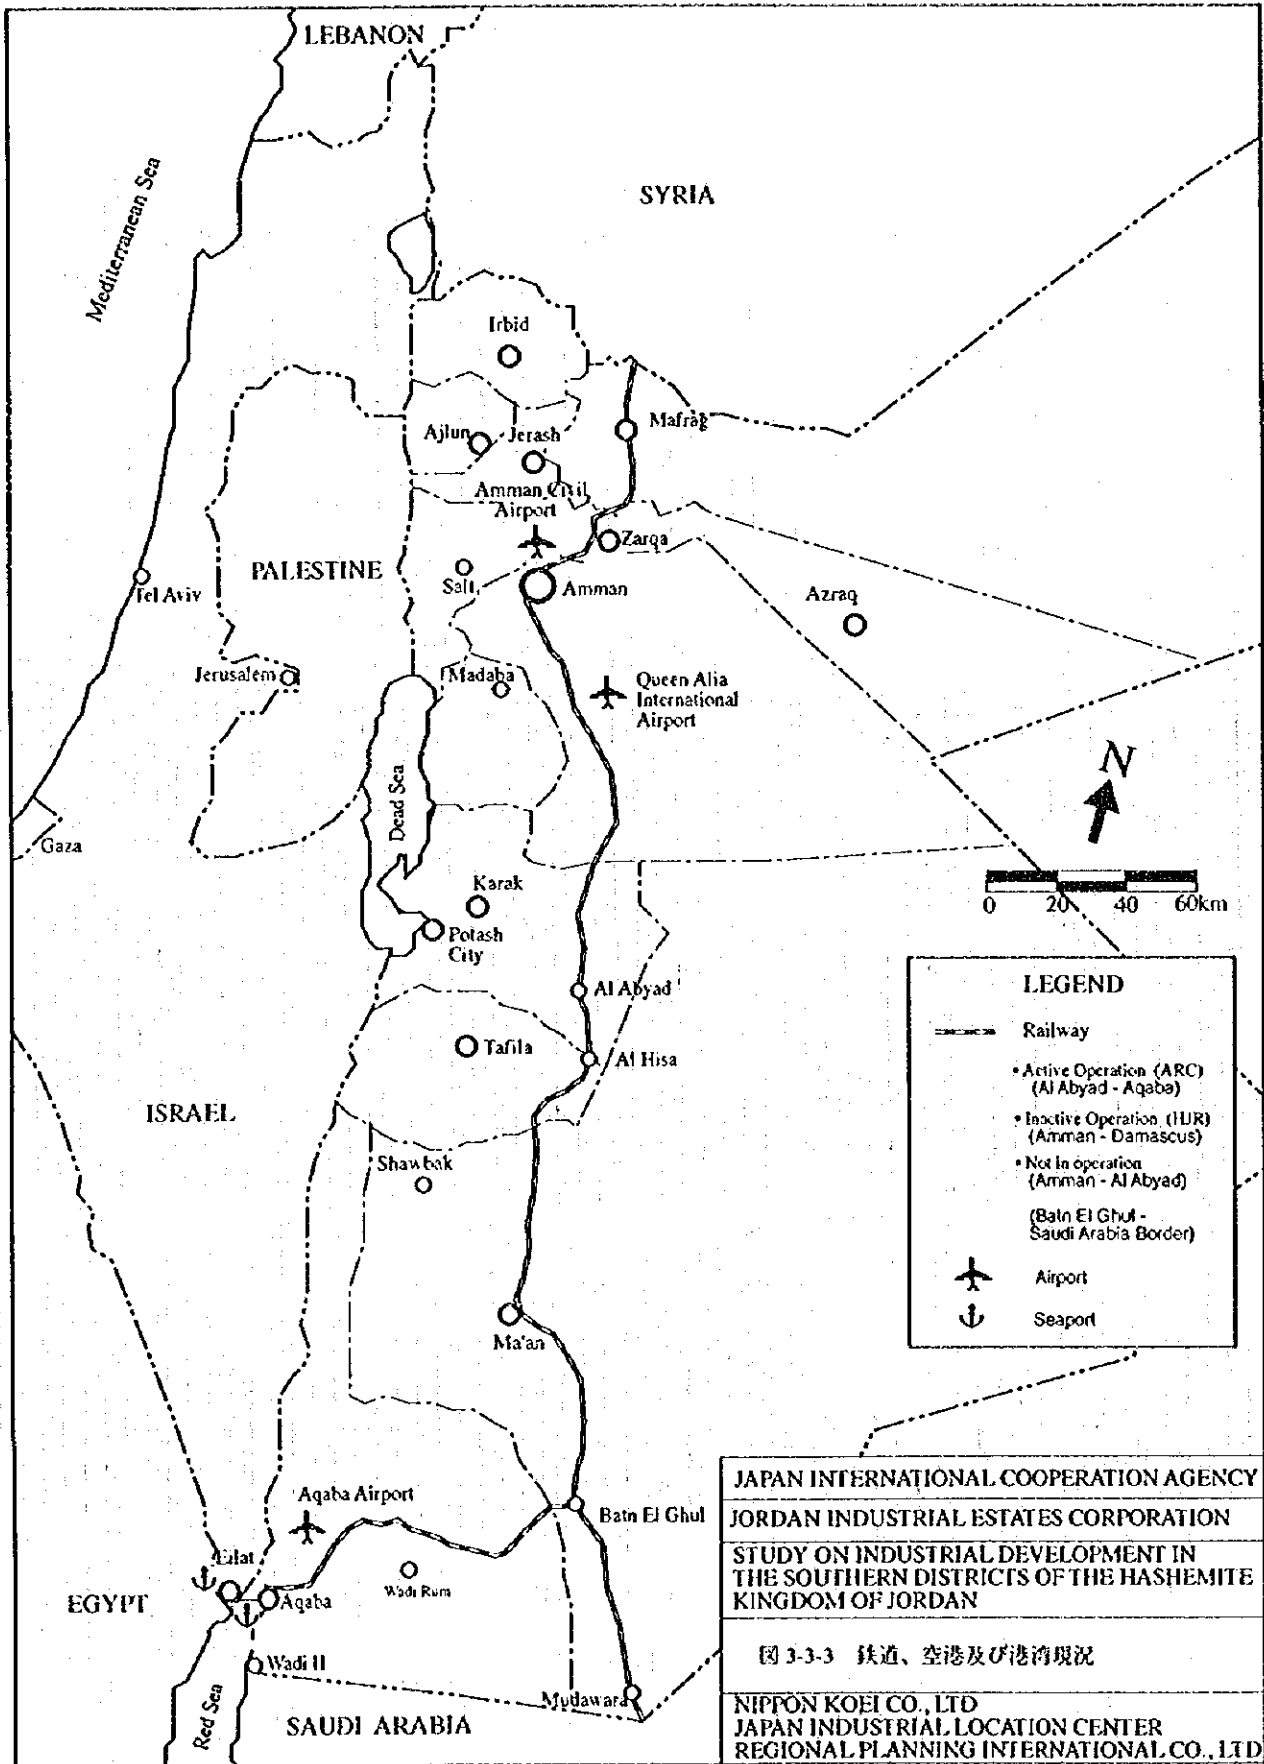 LEBANON
Mediterranean Sea
SYRIA
Irbid
Mafraq
Ajlun
Jerash
Amman Civil
Airport
Zarqa
PALESTINE
Salt
Amman
Tel Aviv
Azraq
Jerusalem
Madaba
Queen Alia
International
Airport
N
Dead Sea
Gaza
Karak
0 20 40 60km
Potash
City
LEGEND
Al Abyad
Railway
Tafila
Al Hisa
• Active Operation (ARC)
(Al Abyad - Aqaba)
ISRAEL
• Inactive Operation (HJR)
(Amman - Damascus)
Shawbak
• Not In operation
(Amman - Al Abyad)
(Batn El Ghul -
Saudi Arabia Border)
Airport
Seaport
Ma'an
Aqaba Airport
Batn El Ghul
Eilat
Wadi Rum
EGYPT
Aqaba
Wadi II
Mudawara
Red Sea
SAUDI ARABIA
JAPAN INTERNATIONAL COOPERATION AGENCY
JORDAN INDUSTRIAL ESTATES CORPORATION
STUDY ON INDUSTRIAL DEVELOPMENT IN
THE SOUTHERN DISTRICTS OF THE HASHEMITE
KINGDOM OF JORDAN
図 3-3-3 鉄道、空港及び港湾現況
NIPPON KOEI CO., LTD
JAPAN INDUSTRIAL LOCATION CENTER
REGIONAL PLANNING INTERNATIONAL CO., LTD